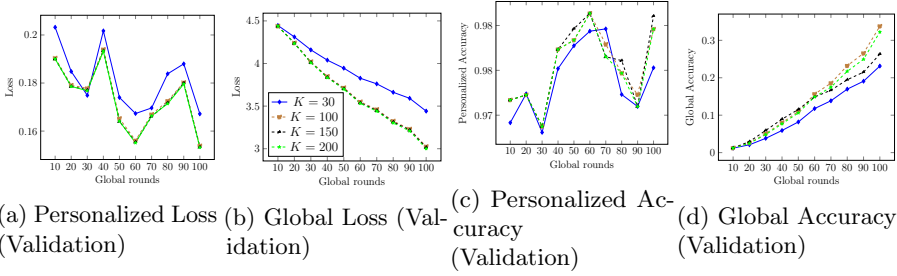 0.2
0.18
0.16
Loss
10 20 30 40 50 60 70 80 90 100
Global rounds
(a) Personalized Loss
(Validation)
4.5
4
3.5
3
Loss
K = 30
K = 100
K = 150
K = 200
10 20 30 40 50 60 70 80 90 100
Global rounds
(b) Global Loss (Val-
idation)
0.98
0.98
0.97
Personalized Accuracy
10 20 30 40 50 60 70 80 90 100
Global rounds
(c) Personalized Ac-
curacy
(Validation)
0.3
0.2
0.1
0
Global Accuracy
10 20 30 40 50 60 70 80 90 100
Global rounds
(d) Global Accuracy
(Validation)